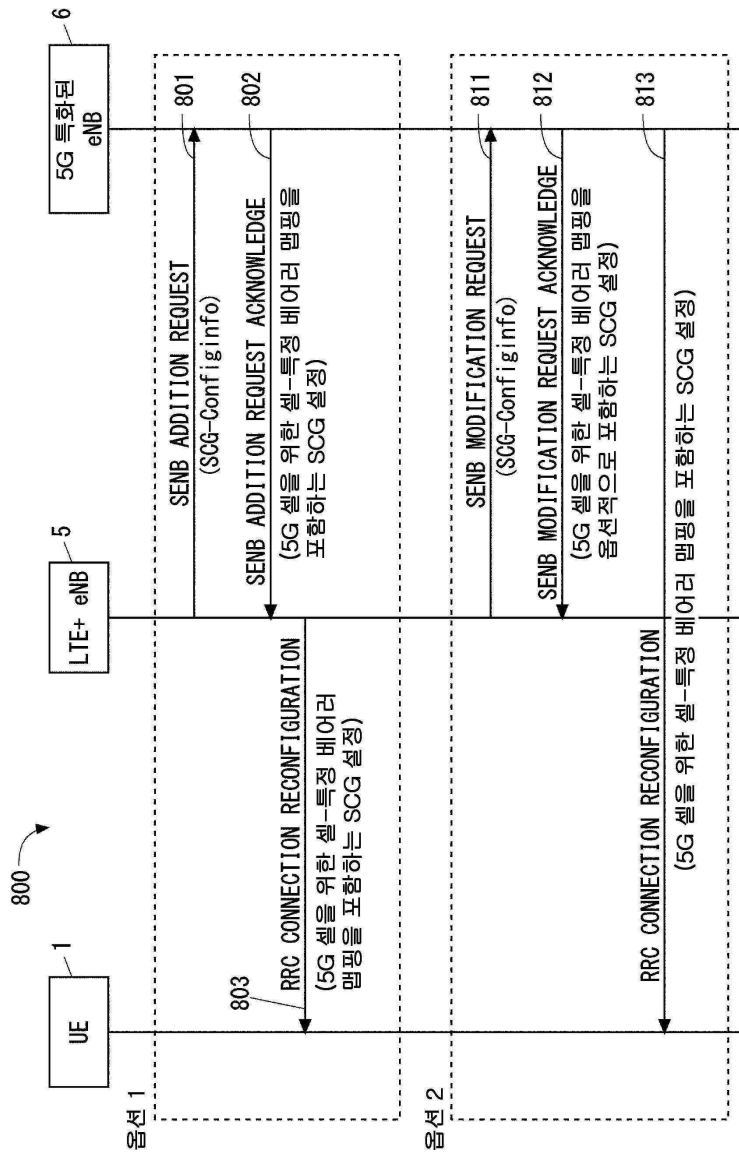 800
UE
1
LTE+ eNB
5
5G 특화된
eNB
6
옵션 1
SENB ADDITION REQUEST
(SCG-Configinfo)
801
SENB ADDITION REQUEST ACKNOWLEDGE
(5G 셀을 위한 셀-특정 베어러 맵핑을
포함하는 SCG 설정)
802
RRC CONNECTION RECONFIGURATION
(5G 셀을 위한 셀-특정 베어러
맵핑을 포함하는 SCG 설정)
803
옵션 2
SENB MODIFICATION REQUEST
(SCG-Configinfo)
811
SENB MODIFICATION REQUEST ACKNOWLEDGE
(5G 셀을 위한 셀-특정 베어러 맵핑을
옵션적으로 포함하는 SCG 설정)
812
RRC CONNECTION RECONFIGURATION
(5G 셀을 위한 셀-특정 베어러 맵핑을 포함하는 SCG 설정)
813